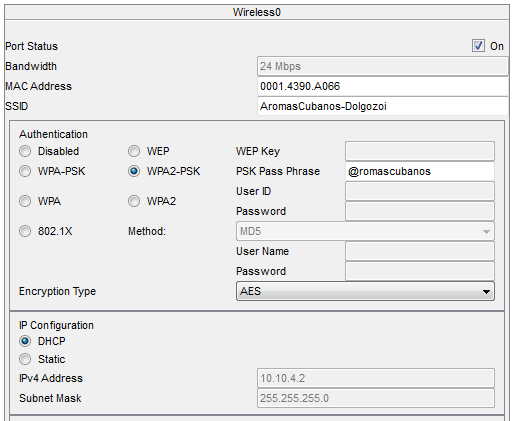 Wireless0
Port Status On
Bandwidth 24 Mbps
MAC Address 0001.4390.A066
SSID AromasCubanos-Dolgozoi
Authentication
Disabled WEP WEP Key
WPA-PSK WPA2-PSK PSK Pass Phrase @romascubanos
User ID
WPA WPA2
Password
802.1X Method: MD5
User Name
Password
Encryption Type AES
IP Configuration
DHCP
Static
IPv4 Address 10.10.4.2
Subnet Mask 255.255.255.0